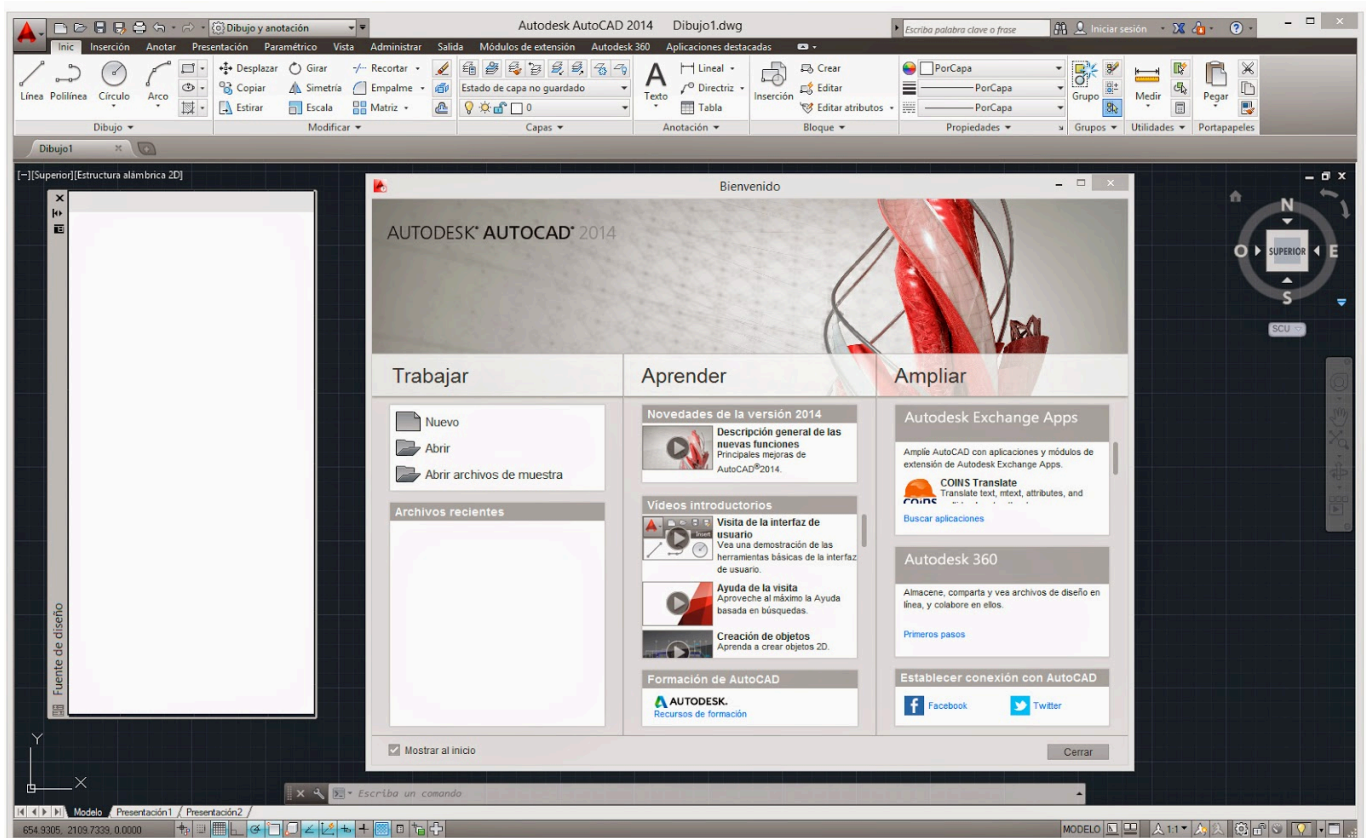 Dibujo y anotación
Autodesk AutoCAD 2014 Dibujo1.dwg
Escriba palabra clave o frase
Iniciar sesión
Inic Inserción Anotar Presentación Paramétrico Vista Administrar Salida Módulos de extensión Autodesk 360 Aplicaciones destacadas
Línea Polilínea Círculo Arco
Desplazar Girar Recortar
Copiar Simetría Empalme
Estirar Escala Matriz
Estado de capa no guardado
0
Texto
Lineal
Directriz
Tabla
Inserción
Crear
Editar
Editar atributos
PorCapa
PorCapa
PorCapa
Grupo
Medir
Pegar
Dibujo Modificar Capas Anotación Bloque Propiedades Grupos Utilidades Portapapeles
Dibujo1
[−][Superior][Estructura alámbrica 2D]
Fuente de diseño
Bienvenido
AUTODESK® AUTOCAD® 2014
Trabajar
Nuevo
Abrir
Abrir archivos de muestra
Archivos recientes
Aprender
Novedades de la versión 2014
Descripción general de las
nuevas funciones
Principales mejoras de
AutoCAD®2014.
Vídeos introductorios
Insert
Visita de la interfaz de
usuario
Vea una demostración de las
herramientas básicas de la interfaz
de usuario.
Ayuda de la visita
Aproveche al máximo la Ayuda
basada en búsquedas.
Creación de objetos
Aprenda a crear objetos 2D.
Formación de AutoCAD
AUTODESK.
Recursos de formación
Ampliar
Autodesk Exchange Apps
Amplíe AutoCAD con aplicaciones y módulos de
extensión de Autodesk Exchange Apps.
COINS
COINS Translate
Translate text, mtext, attributes, and
Buscar aplicaciones
Autodesk 360
Almacene, comparta y vea archivos de diseño en
línea, y colabore en ellos.
Primeros pasos
Establecer conexión con AutoCAD
Facebook Twitter
Mostrar al inicio
Cerrar
N
O SUPERIOR E
S
SCU
Y
X
Escriba un comando
Modelo Presentación1 Presentación2
654.9305, 2109.7339, 0.0000
MODELO
1:1